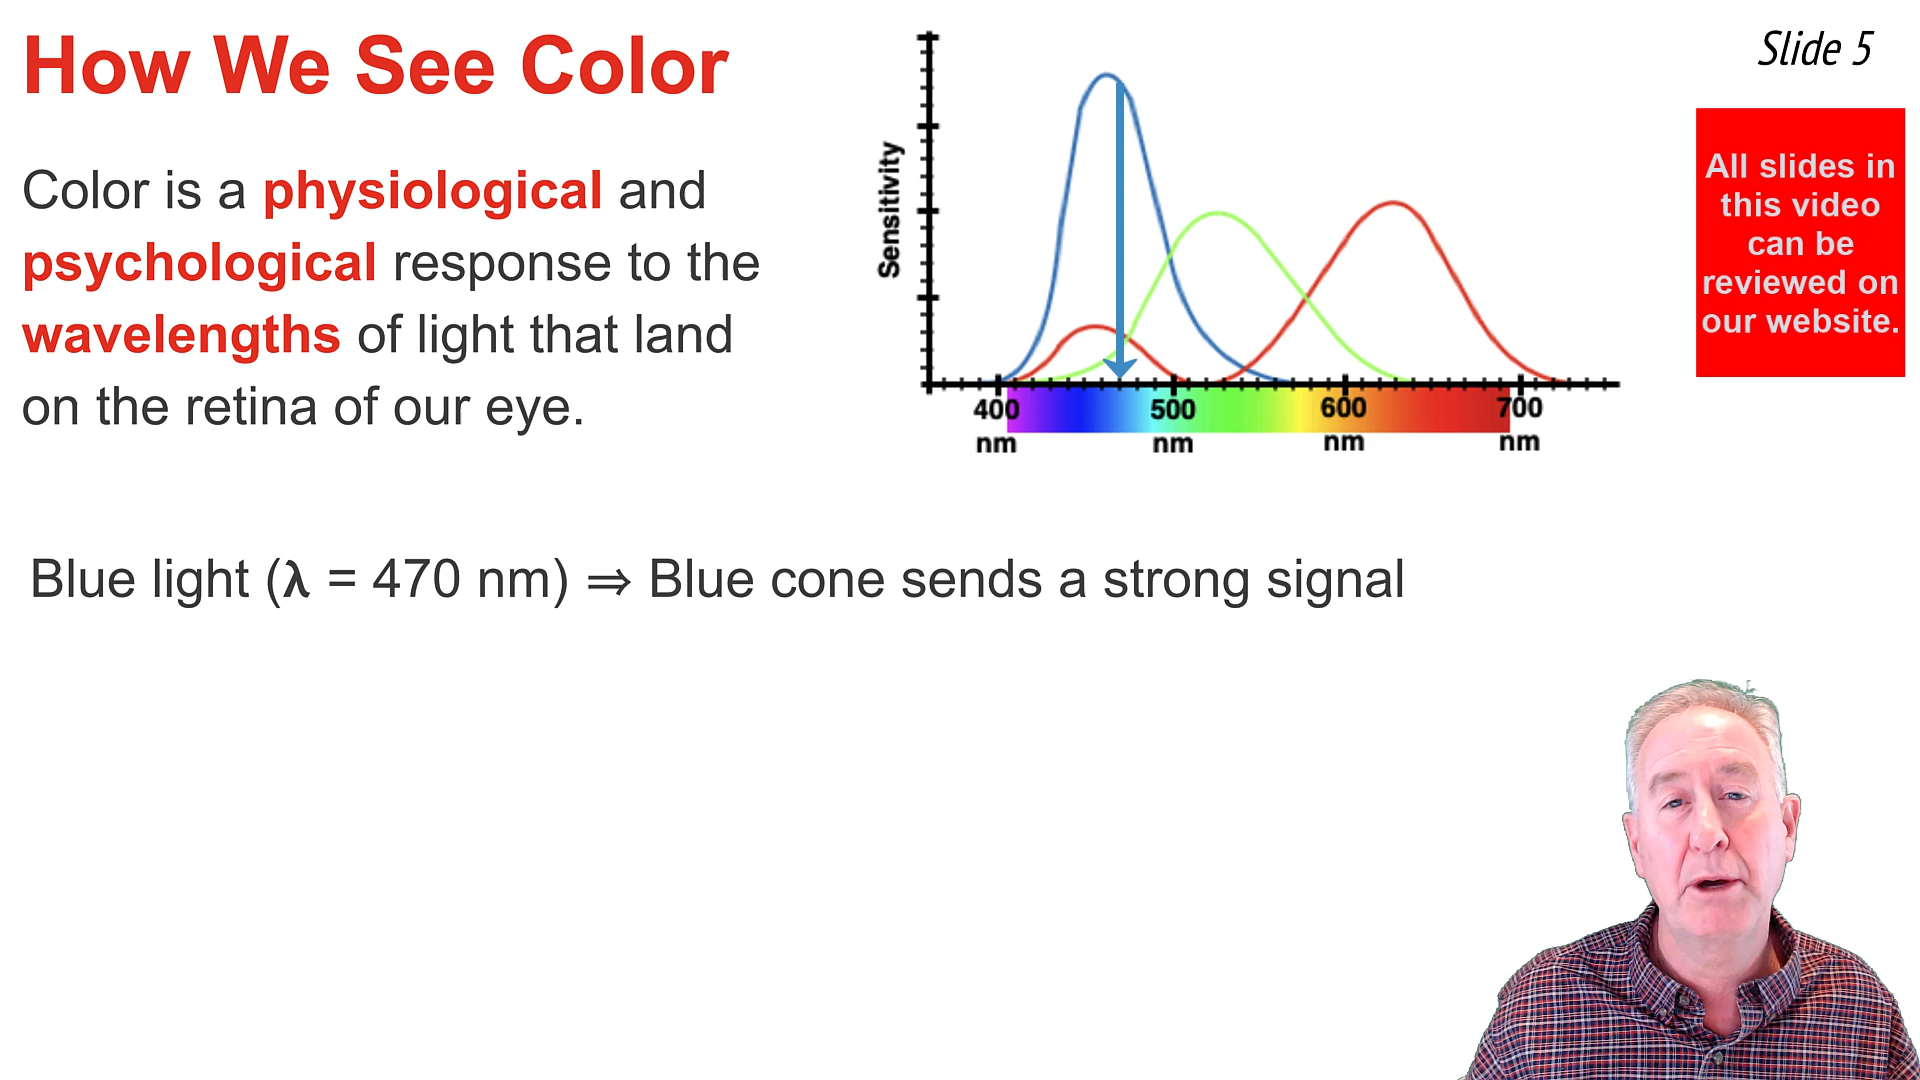 How We See Color
Color is a physiological and
psychological response to the
wavelengths of light that land
on the retina of our eye.
Sensitivity
400 500 600 700
nm nm nm nm
Slide 5
All slides in
this video
can be
reviewed on
our website.
Blue light (λ = 470 nm) ⇒ Blue cone sends a strong signal